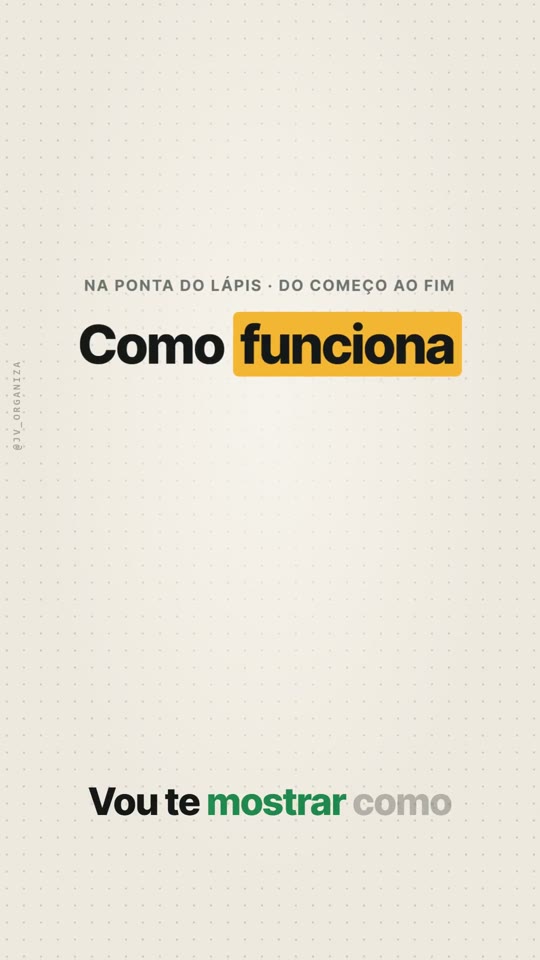 NA PONTA DO LÁPIS · DO COMEÇO AO FIM
Como funciona
@JV_ORGANIZA
Vou te mostrar como